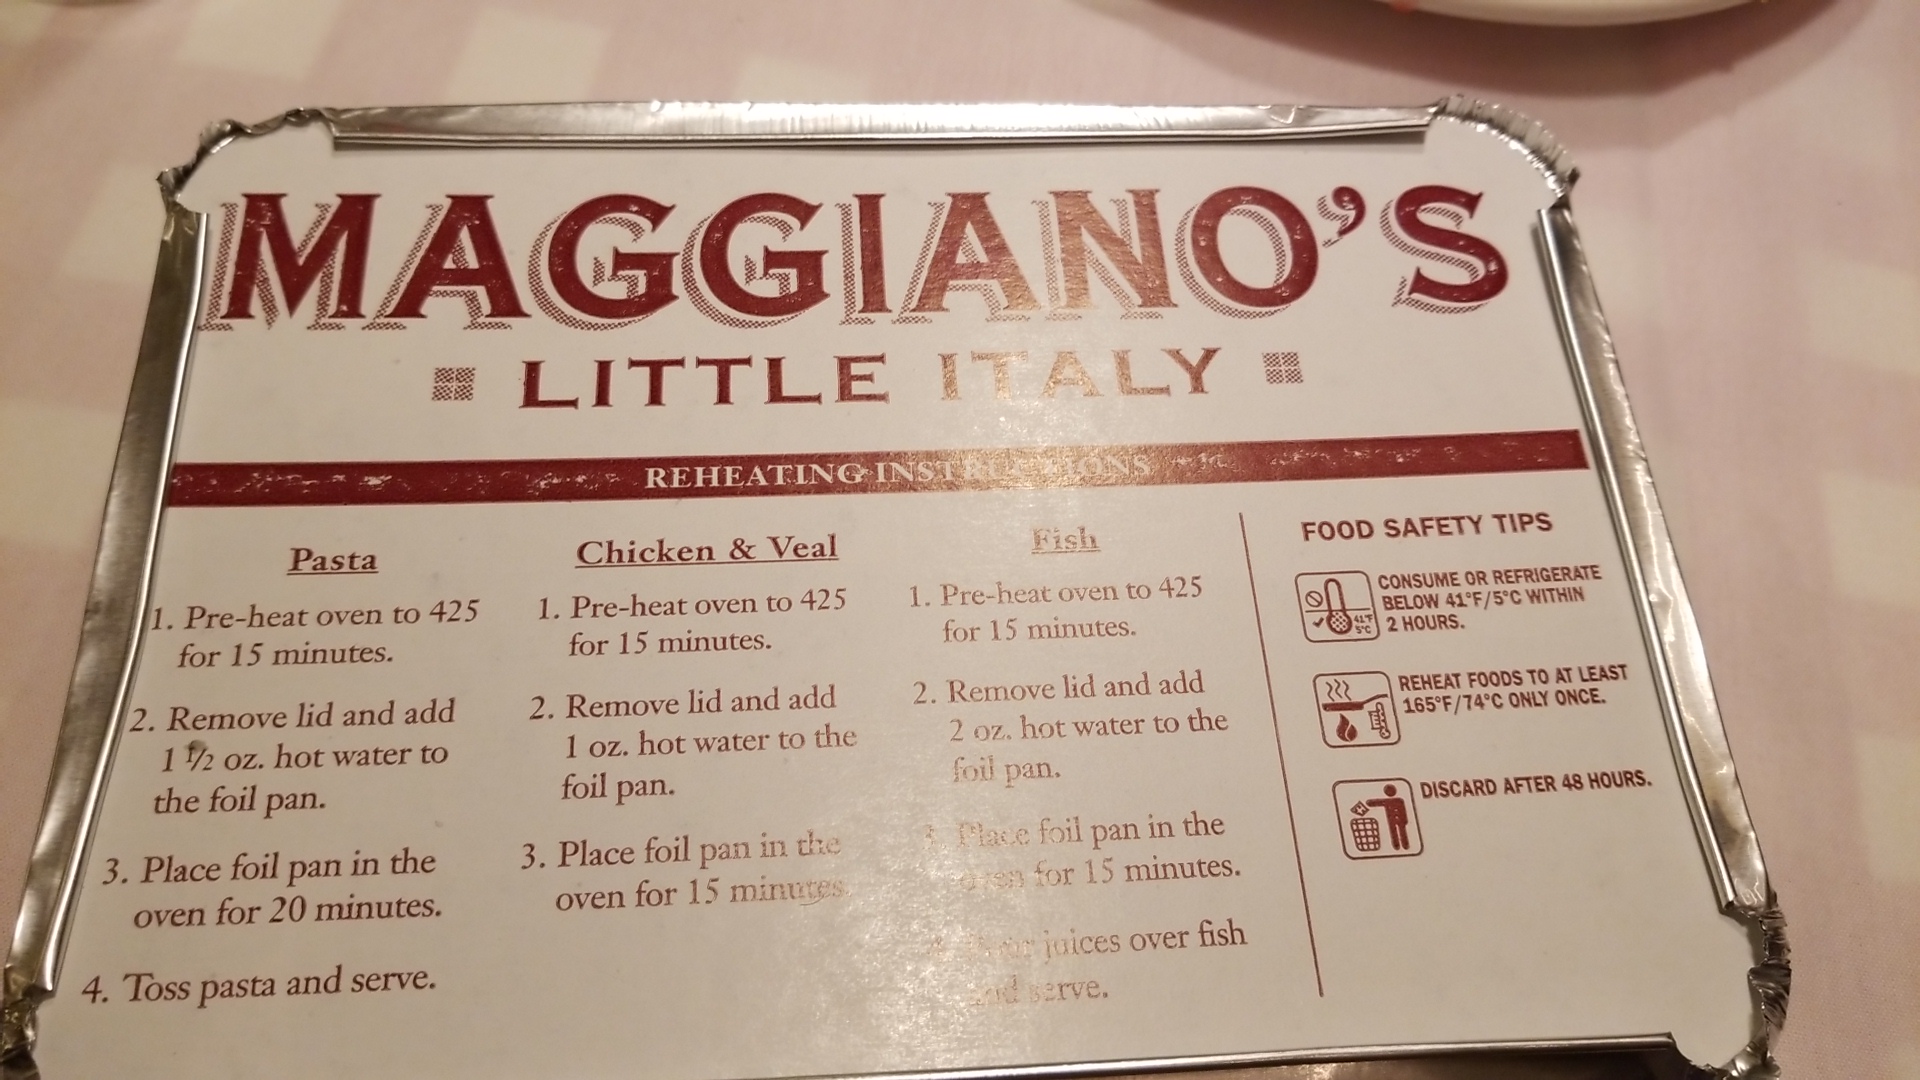 MAGGIANO'S
LITTLE ITALY
REHEATING INSTRUCTIONS
Pasta
1. Pre-heat oven to 425
for 15 minutes.
2. Remove lid and add
1 1/2 oz. hot water to
the foil pan.
3. Place foil pan in the
oven for 20 minutes.
4. Toss pasta and serve.
Chicken & Veal
1. Pre-heat oven to 425
for 15 minutes.
2. Remove lid and add
1 oz. hot water to the
foil pan.
3. Place foil pan in the
oven for 15 minutes.
Fish
1. Pre-heat oven to 425
for 15 minutes.
2. Remove lid and add
2 oz. hot water to the
foil pan.
3. Place foil pan in the
oven for 15 minutes.
4. Pour juices over fish
and serve.
FOOD SAFETY TIPS
41°F
5°C
CONSUME OR REFRIGERATE
BELOW 41°F/5°C WITHIN
2 HOURS.
REHEAT FOODS TO AT LEAST
165°F/74°C ONLY ONCE.
DISCARD AFTER 48 HOURS.